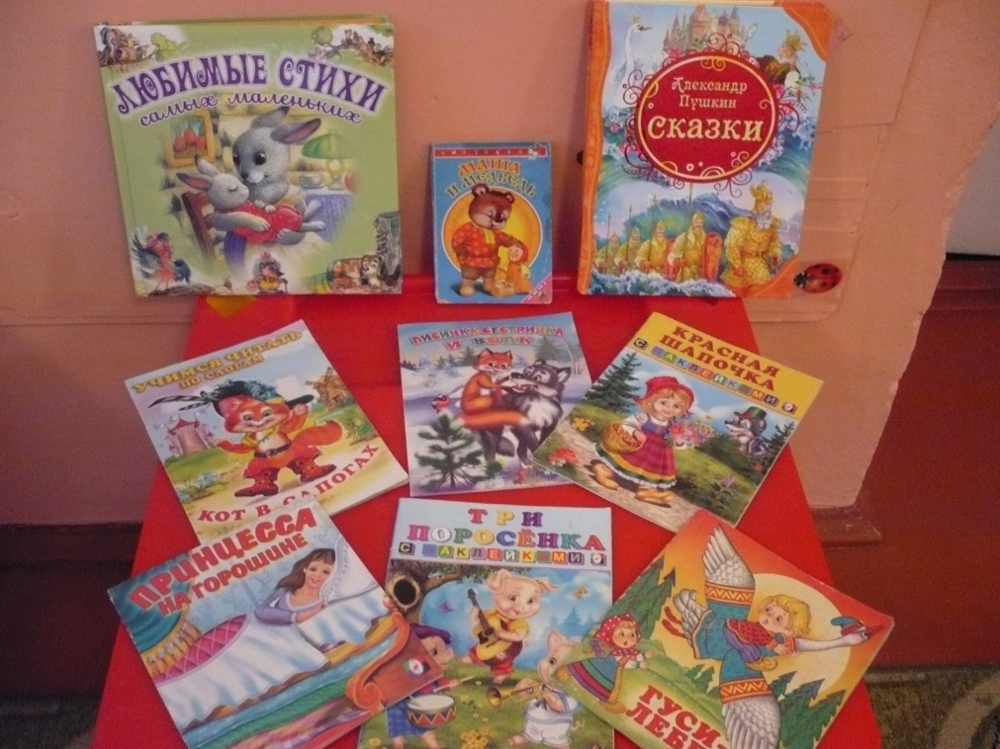 ЛЮБИМЫЕ СТИХИ
самых маленьких
МАША
И МЕДВЕДЬ
Александр
Пушкин
Сказки
УЧИМСЯ ЧИТАТЬ
ПО СЛОГАМ
КОТ В САПОГАХ
ЛИСИЧКА-СЕСТРИЧКА
И ВОЛК
КРАСНАЯ
ШАПОЧКА
С НАКЛЕЙКАМИ
ПРИНЦЕССА
НА ГОРОШИНЕ
ТРИ
ПОРОСЁНКА
С НАКЛЕЙКАМИ
ГУСИ-
ЛЕБЕ